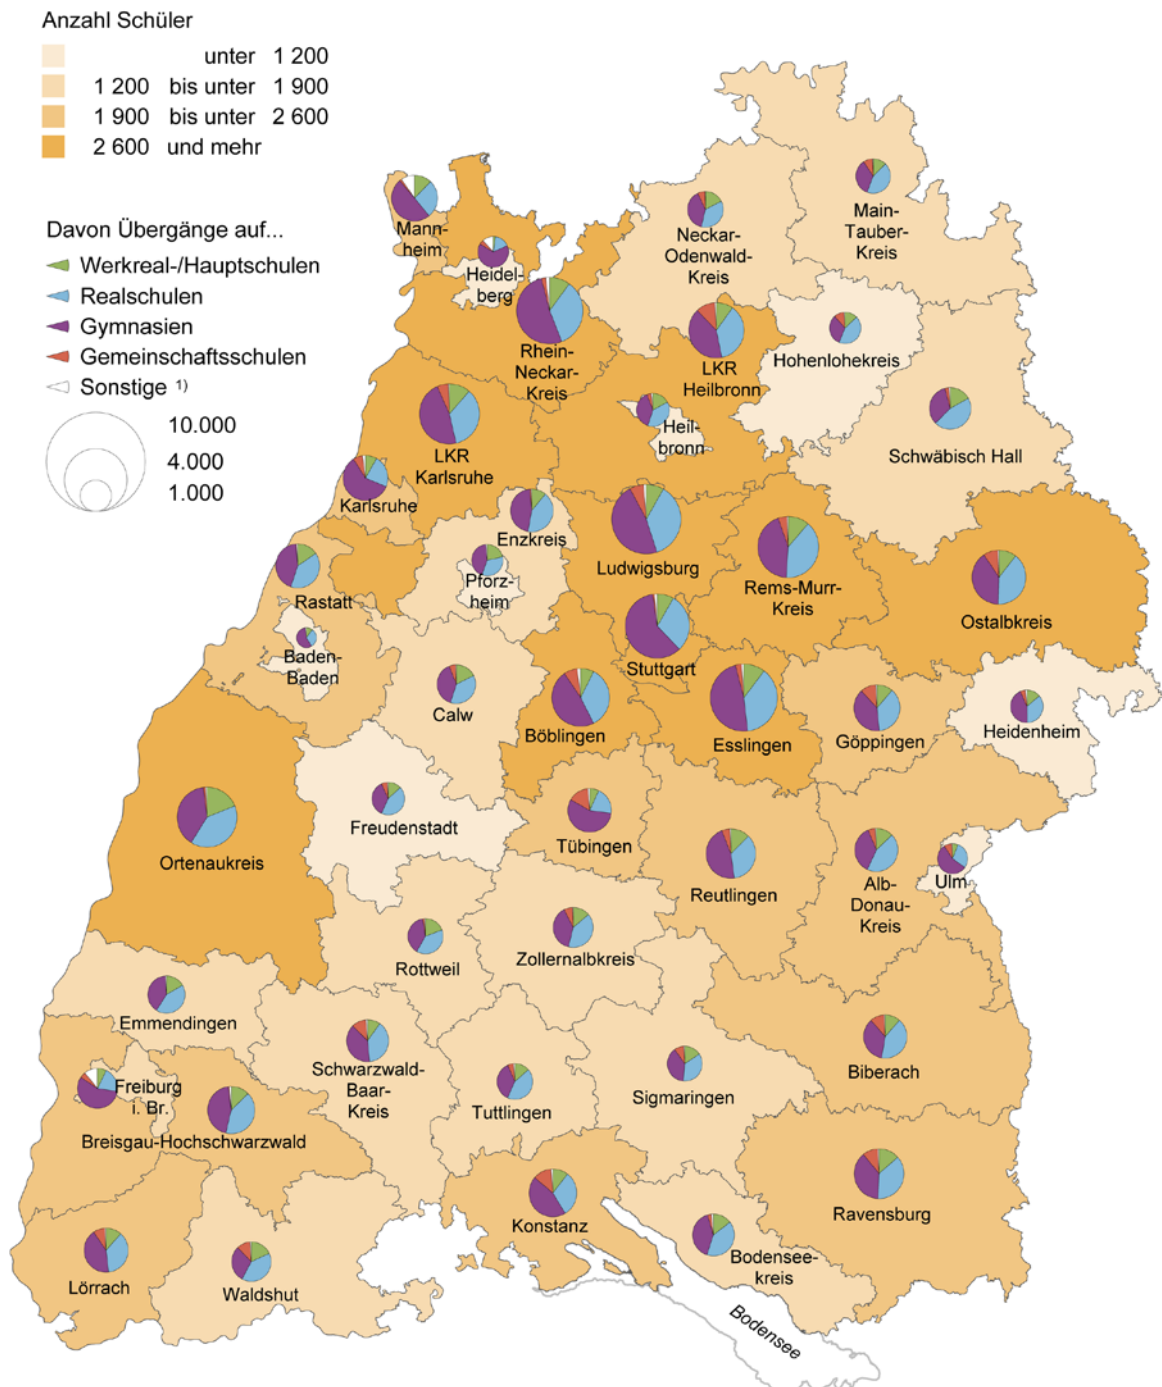 Anzahl Schüler
unter 1 200
1 200 bis unter 1 900
1 900 bis unter 2 600
2 600 und mehr
Davon Übergänge auf...
Werkreal-/Hauptschulen
Realschulen
Gymnasien
Gemeinschaftsschulen
Sonstige 1)
10.000
4.000
1.000
Mann-
heim
Heidel-
berg
Rhein-
Neckar-
Kreis
Neckar-
Odenwald-
Kreis
Main-
Tauber-
Kreis
LKR
Heilbronn
Hohenlohekreis
Heil-
bronn
Schwäbisch Hall
LKR
Karlsruhe
Karlsruhe
Enzkreis
Pforz-
heim
Ludwigsburg
Rems-Murr-
Kreis
Ostalbkreis
Rastatt
Baden-
Baden
Calw
Stuttgart
Böblingen
Esslingen
Göppingen
Heidenheim
Ortenaukreis
Freudenstadt
Tübingen
Reutlingen
Alb-
Donau-
Kreis
Ulm
Rottweil
Zollernalbkreis
Emmendingen
Schwarzwald-
Baar-
Kreis
Tuttlingen
Sigmaringen
Biberach
Freiburg
i. Br.
Breisgau-Hochschwarzwald
Konstanz
Ravensburg
Lörrach
Waldshut
Bodensee-
kreis
Bodensee